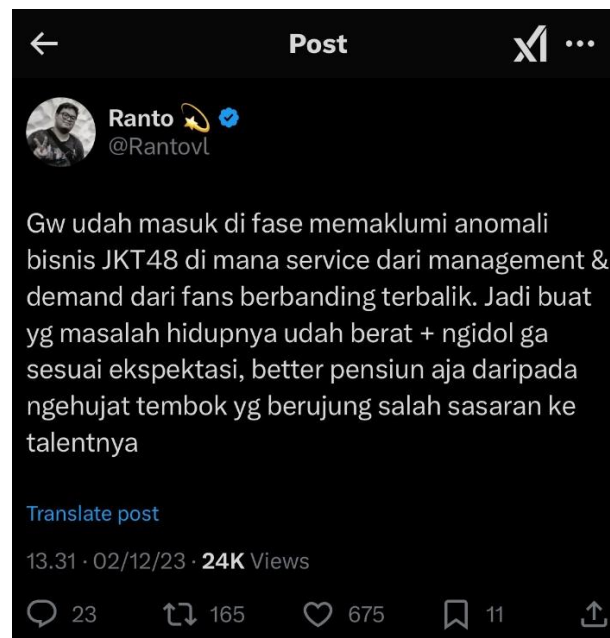 Post
Ranto
@Rantovl
Gw udah masuk di fase memaklumi anomali
bisnis JKT48 di mana service dari management &
demand dari fans berbanding terbalik. Jadi buat
yg masalah hidupnya udah berat + ngidol ga
sesuai ekspektasi, better pensiun aja daripada
ngehujat tembok yg berujung salah sasaran ke
talentnya
Translate post
13.31 · 02/12/23 · 24K Views
23 165 675 11